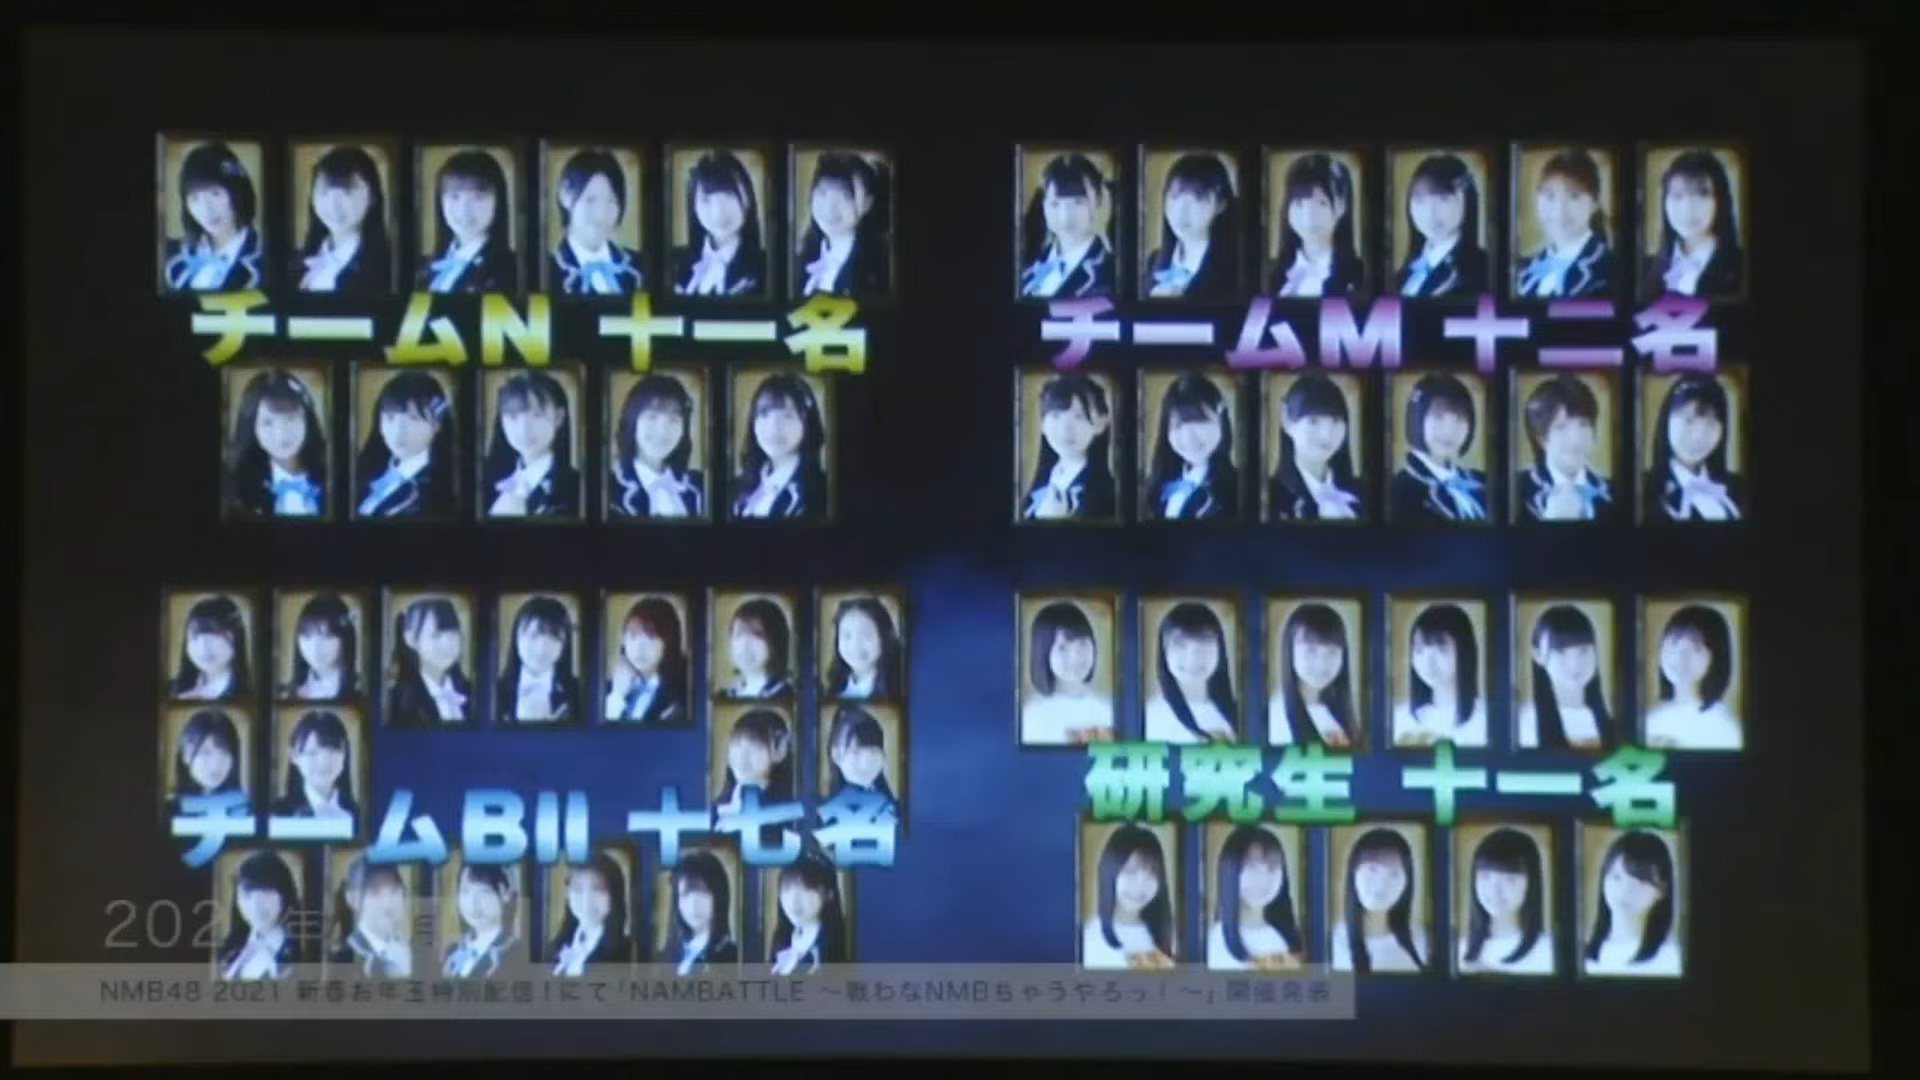 チームN 十一名
チームM 十二名
チームBII 十七名
研究生 十一名
202 年
NMB48 2021 新春お年玉特別配信!にて「NAMBATTLE ~戦わなNMBちゃうやろっ!~」開催発表